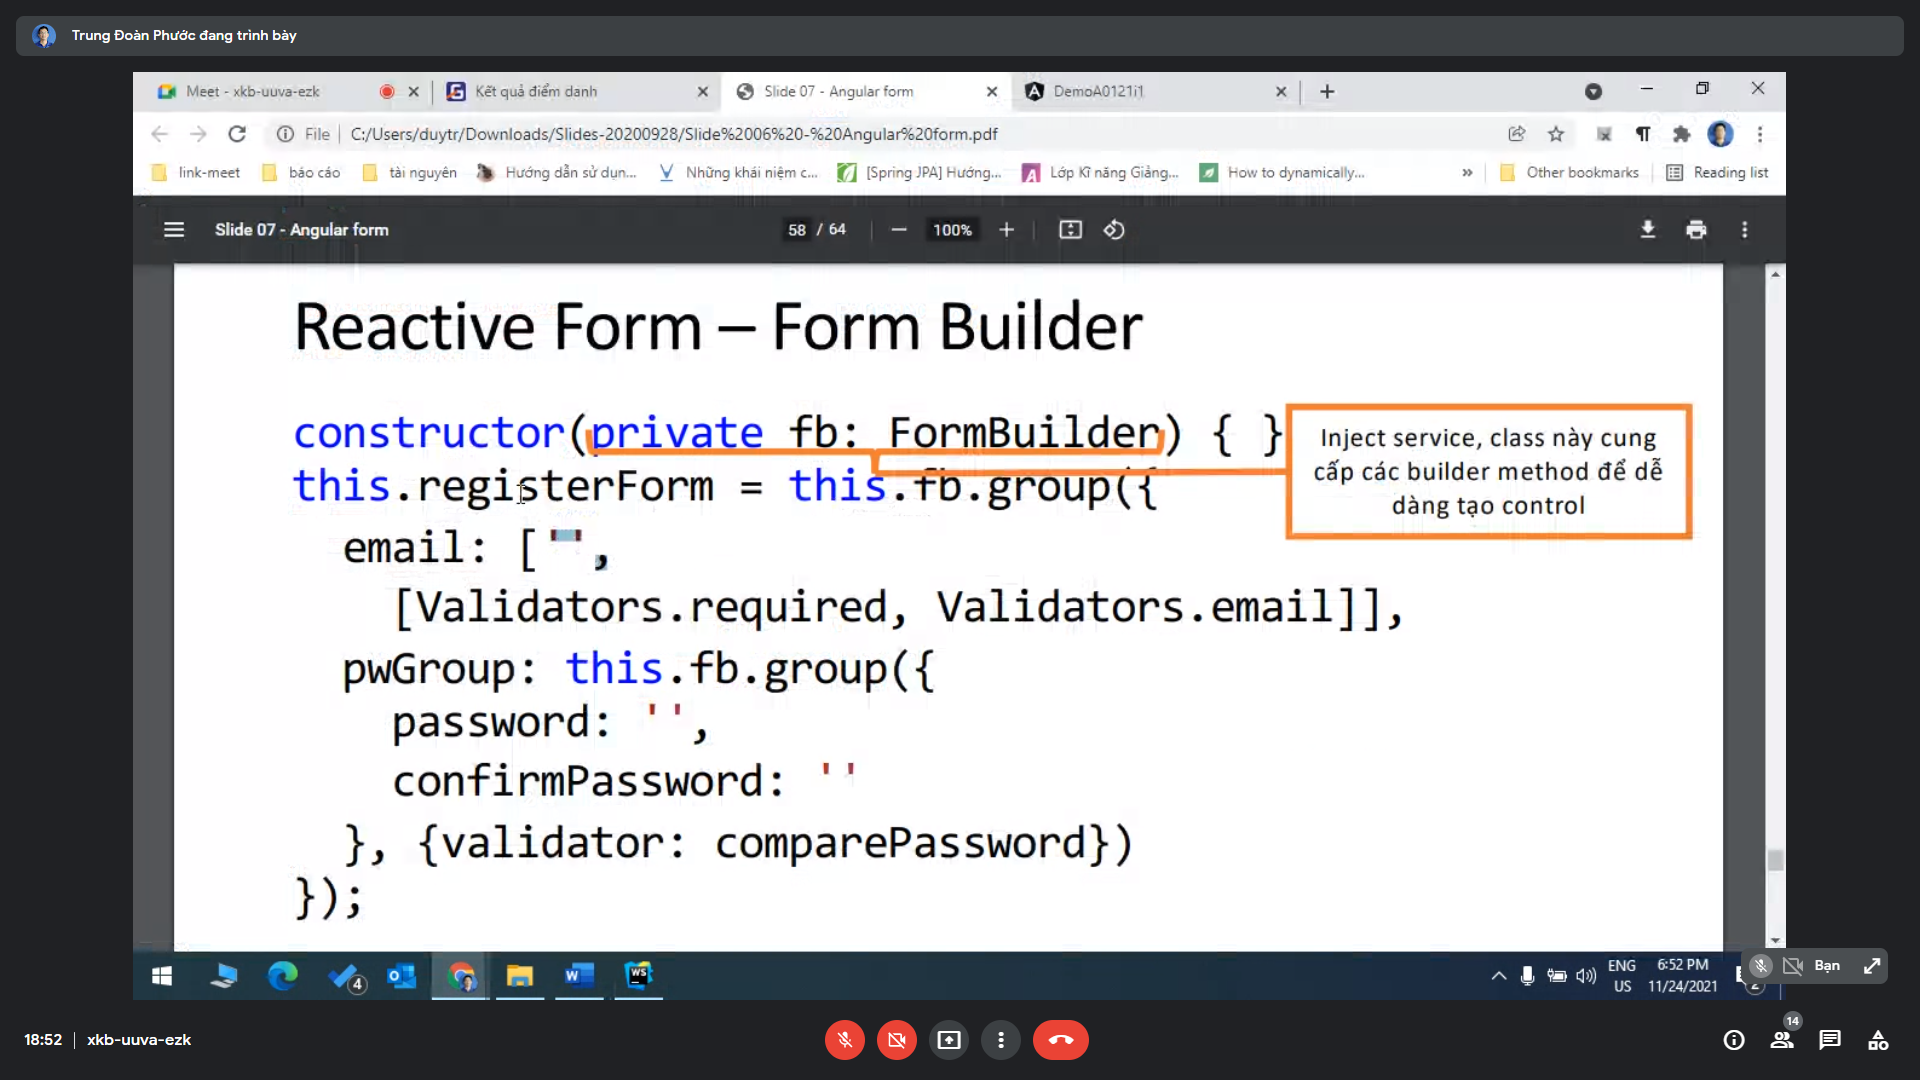 Trung Đoàn Phước đang trình bày
Meet - xkb-uuva-ezk
Kết quả điểm danh
Slide 07 - Angular form
DemoA0121i1
File
C:/Users/duytr/Downloads/Slides-20200928/Slide%2006%20-%20Angular%20form.pdf
link-meet
báo cáo
tài nguyên
Hướng dẫn sử dụn...
Những khái niệm c...
[Spring JPA] Hướng...
Lớp Kĩ năng Giảng...
How to dynamically...
»
Other bookmarks
Reading list
Slide 07 - Angular form
58 / 64
100%
Reactive Form – Form Builder
constructor(private fb: FormBuilder) { }
this.registerForm = this.fb.group({
email: ["",
[Validators.required, Validators.email]],
pwGroup: this.fb.group({
password: '',
confirmPassword: ''
}, {validator: comparePassword})
});
Inject service, class này cung
cấp các builder method để dễ
dàng tạo control
4
W
WS
ENG
US
6:52 PM
11/24/2021
2
Bạn
18:52
xkb-uuva-ezk
14